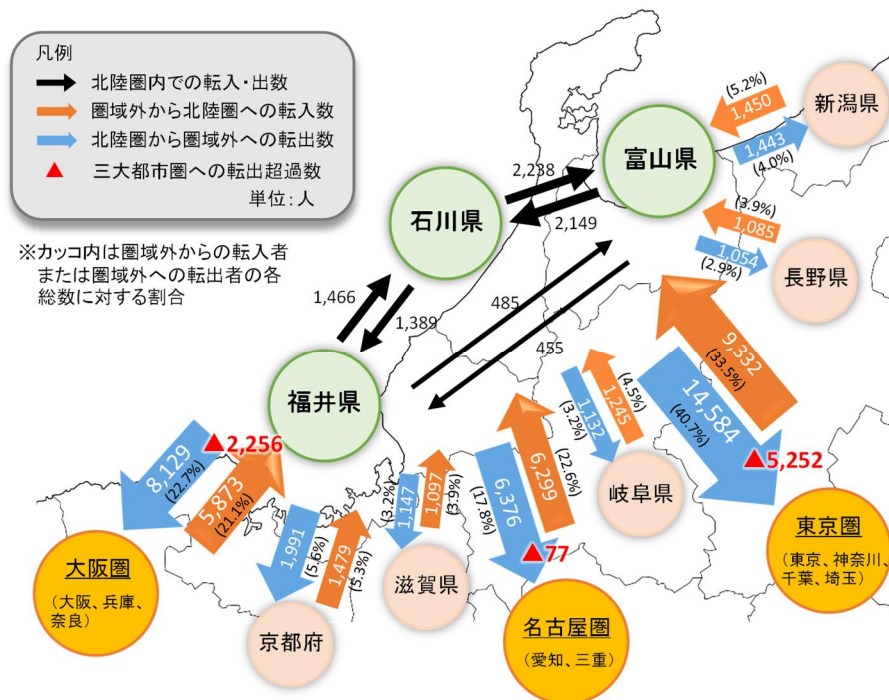 凡例
北陸圏内での転入・出数
圏域外から北陸圏への転入数
北陸圏から圏域外への転出数
三大都市圏への転出超過数
単位:人
※カッコ内は圏域外からの転入者
または圏域外への転出者の各
総数に対する割合
富山県
石川県
福井県
新潟県
長野県
岐阜県
滋賀県
京都府
2,238
2,149
1,466
1,389
485
455
(5.2%)
1,450
1,443
(4.0%)
(3.9%)
1,085
1,054
(2.9%)
9,332
(33.5%)
14,584
(40.7%)
5,252
(4.5%)
1,245
1,132
(3.2%)
6,299
(22.6%)
6,376
(17.8%)
77
1,097
(3.9%)
1,147
(3.2%)
1,991
(5.6%)
1,479
(5.3%)
2,256
8,129
(22.7%)
5,873
(21.1%)
大阪圏
(大阪、兵庫、
奈良)
名古屋圏
(愛知、三重)
東京圏
(東京、神奈川、
千葉、埼玉)